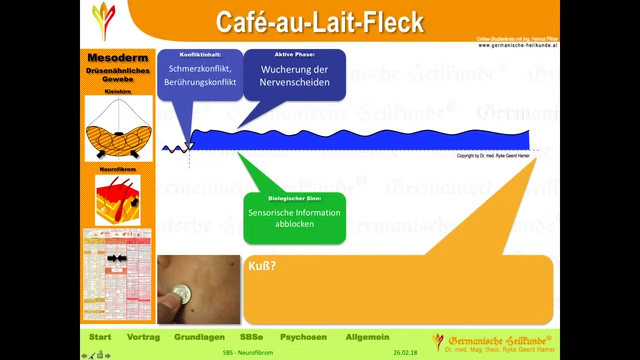 Café-au-Lait-Fleck
Online-Studienkreis mit Ing. Helmut Pilhar
www.germanische-heilkunde.at
Mesoderm
Drüsenähnliches
Gewebe
Kleinhirn
Neurofibrom
Konfliktinhalt:
Schmerzkonflikt,
Berührungskonflikt
Aktive Phase:
Wucherung der
Nervenscheiden
Copyright by Dr. med. Ryke Geerd Hamer
Biologischer Sinn:
Sensorische Information
abblocken
Kuß?
Start Vortrag Grundlagen SBSe Psychosen Allgemein
Germanische Heilkunde®
Dr. med. Mag. theol. Ryke Geerd Hamer
SBS - Neurofibrom
26.02.18